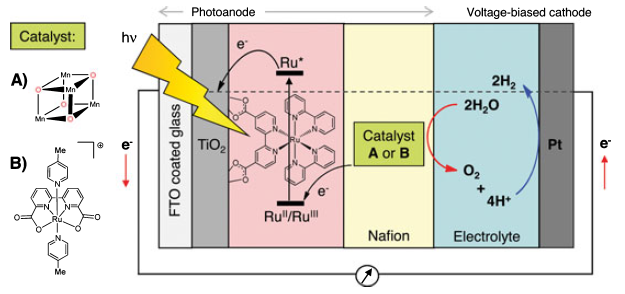 Photoanode
Voltage-biased cathode
Catalyst:
hν
A)
Mn
O
Mn
Mn
O
O
Mn
O
B)
⊕
Me
N
N
N
O
O
Ru
O
O
N
Me
e⁻
FTO coated glass
TiO₂
e⁻
Ru*
O
O
O
O
N
N
N
Ru
N
N
N
e⁻
Ruᴵᴵ/Ruᴵᴵᴵ
Catalyst
A or B
Nafion
2H₂
2H₂O
O₂
+
4H⁺
Electrolyte
Pt
e⁻